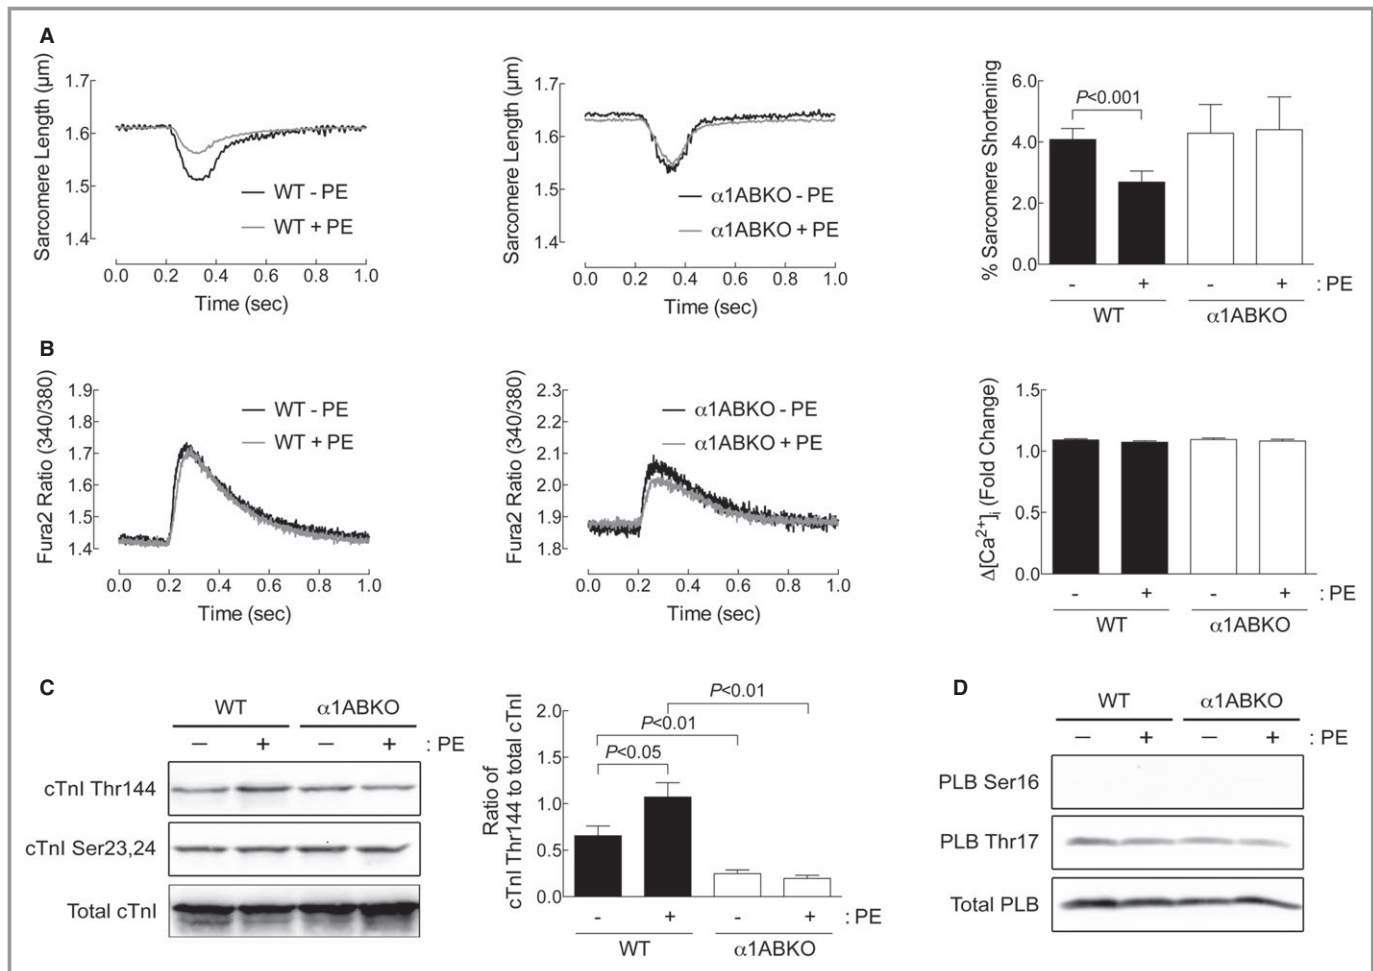 A
Sarcomere Length (μm)
1.7
1.6
1.5
1.4
WT - PE
WT + PE
0.0 0.2 0.4 0.6 0.8 1.0
Time (sec)
Sarcomere Length (μm)
1.7
1.6
1.5
1.4
α1ABKO - PE
α1ABKO + PE
0.0 0.2 0.4 0.6 0.8 1.0
Time (sec)
% Sarcomere Shortening
6.0
4.0
2.0
0.0
P<0.001
- + - + : PE
WT α1ABKO
B
Fura2 Ratio (340/380)
1.9
1.8
1.7
1.6
1.5
1.4
WT - PE
WT + PE
0.0 0.2 0.4 0.6 0.8 1.0
Time (sec)
Fura2 Ratio (340/380)
2.3
2.2
2.1
2.0
1.9
1.8
α1ABKO - PE
α1ABKO + PE
0.0 0.2 0.4 0.6 0.8 1.0
Time (sec)
Δ[Ca2+]i (Fold Change)
1.5
1.0
0.5
0.0
- + - + : PE
WT α1ABKO
C
WT α1ABKO
– + – + : PE
cTnI Thr144
cTnI Ser23,24
Total cTnI
Ratio of
cTnI Thr144 to total cTnI
2.0
1.5
1.0
0.5
0.0
P<0.01
P<0.01
P<0.05
- + - + : PE
WT α1ABKO
D
WT α1ABKO
– + – + : PE
PLB Ser16
PLB Thr17
Total PLB